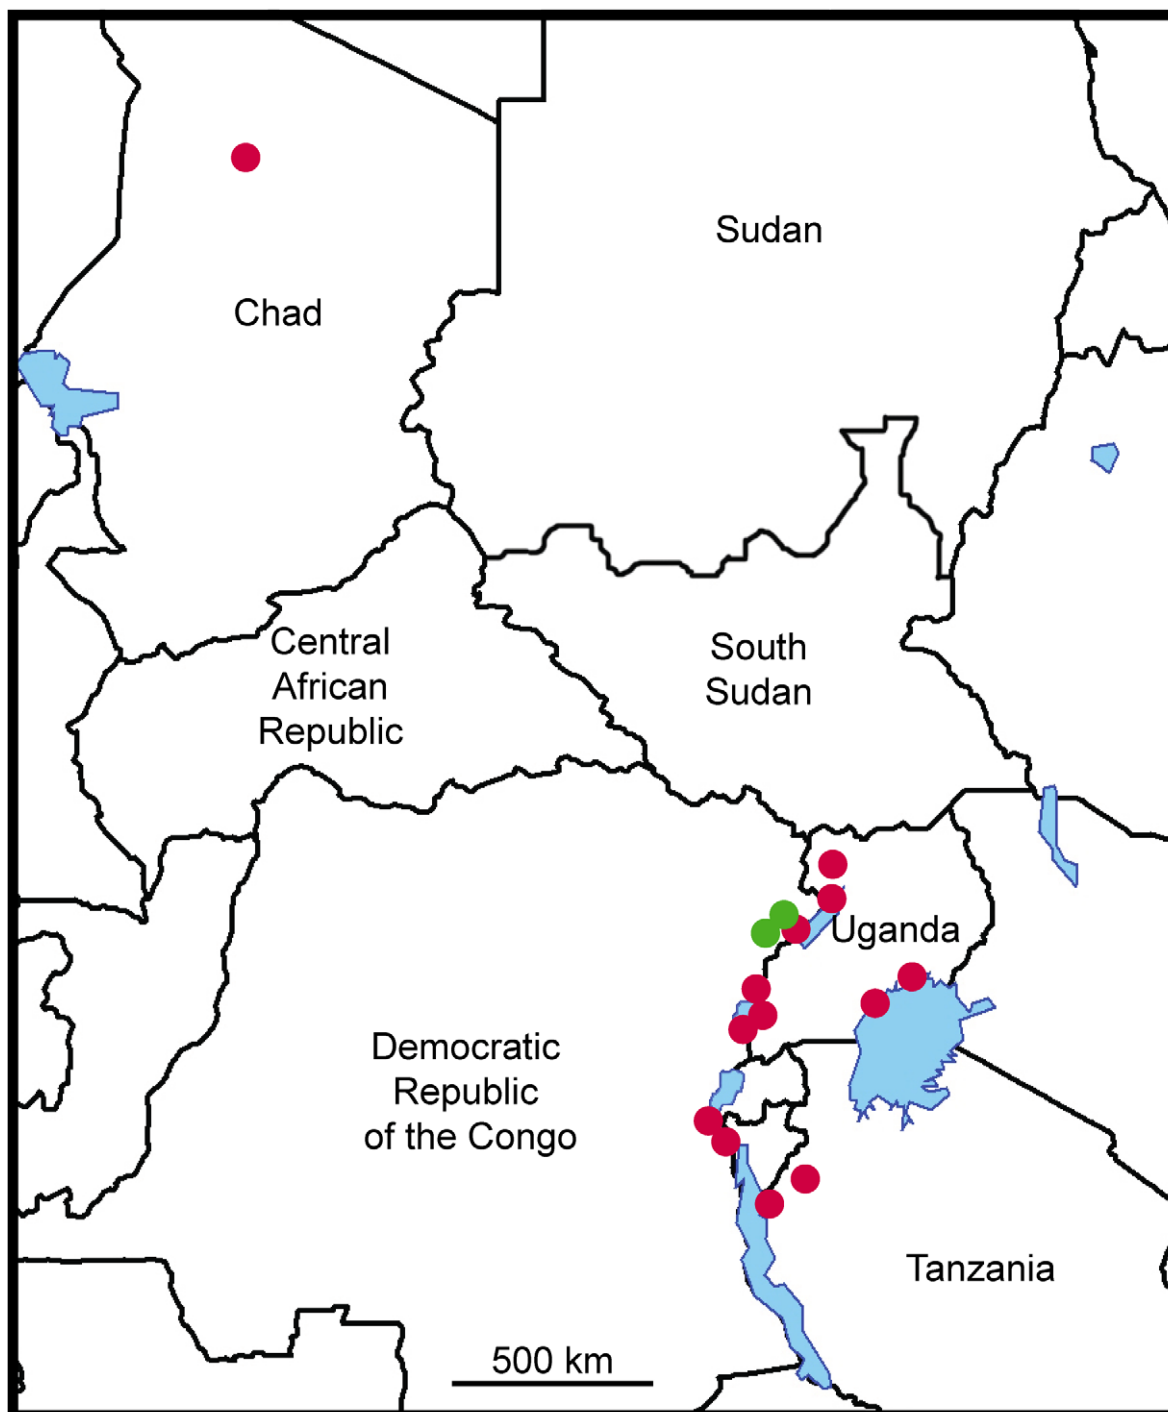 Sudan
Chad
Central
African
Republic
South
Sudan
Uganda
Democratic
Republic
of the Congo
Tanzania
500 km